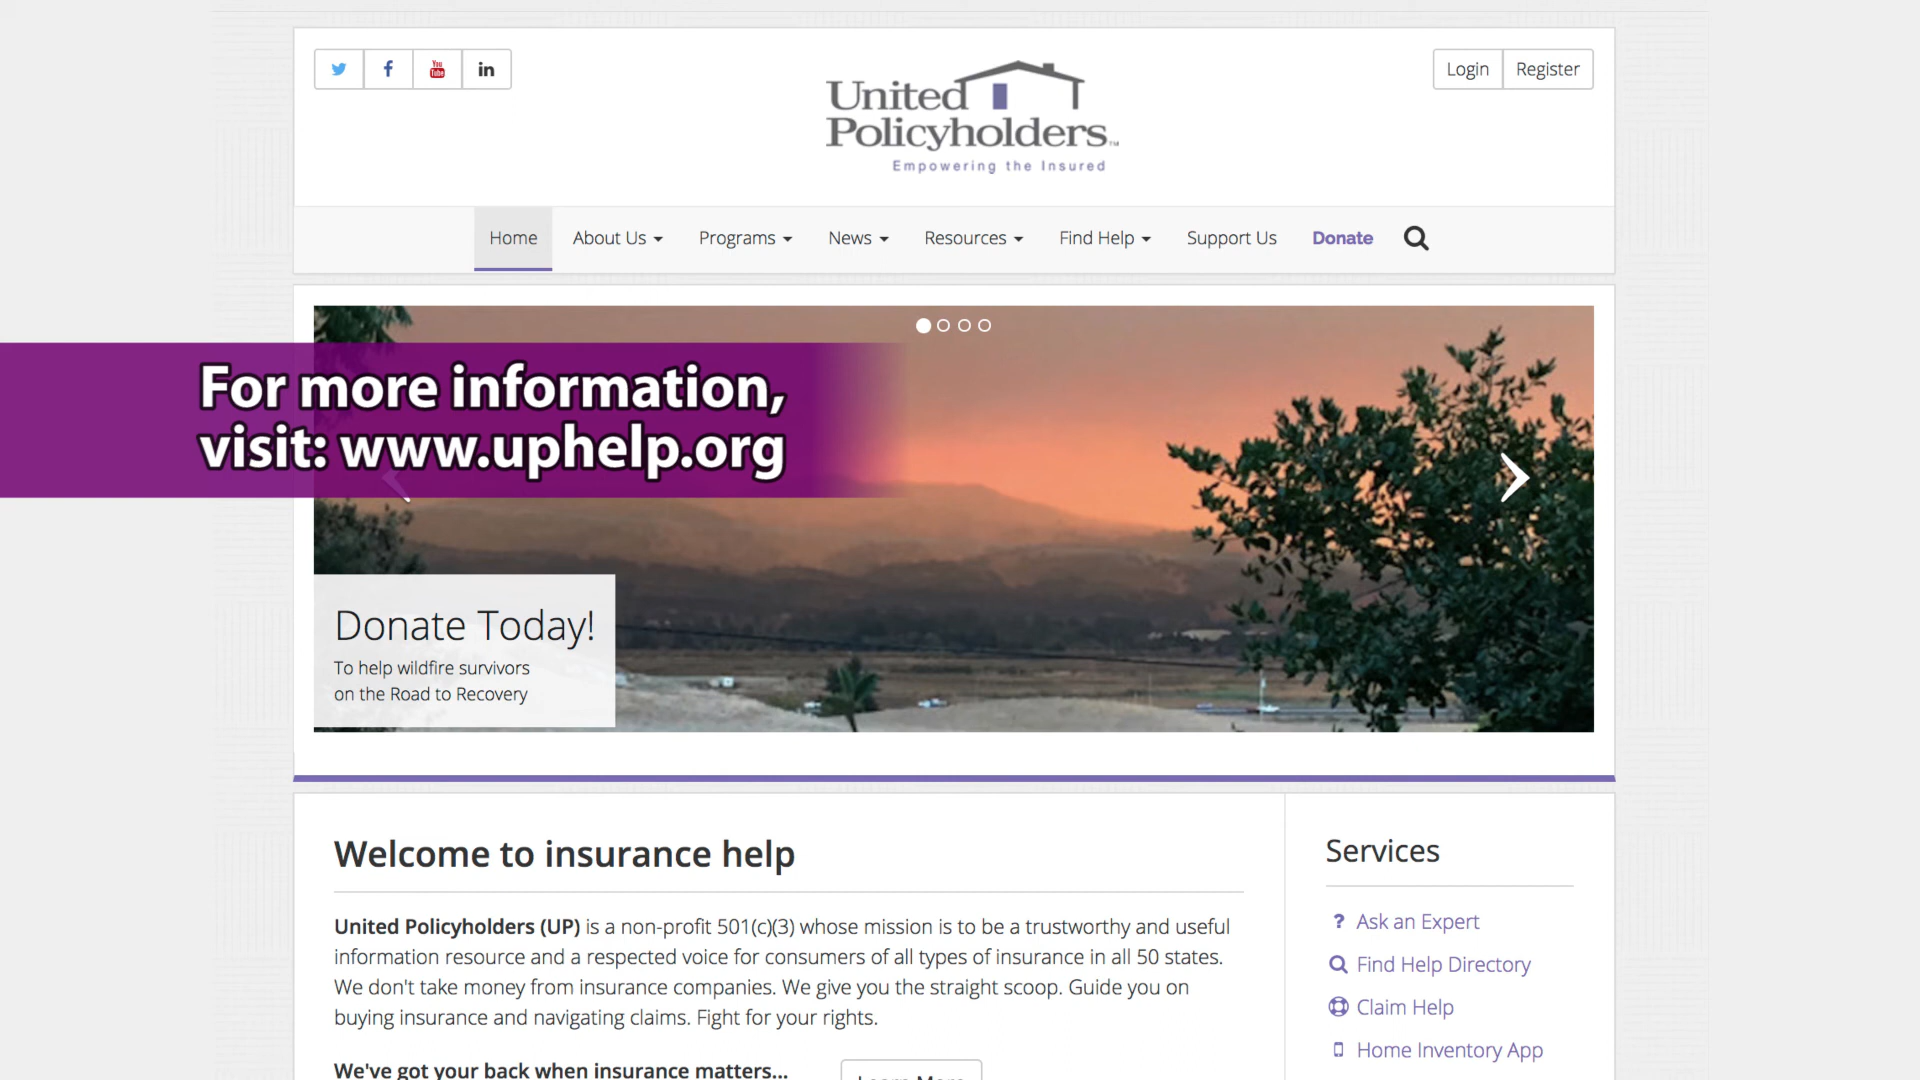 Login
Register
United
Policyholders™
Empowering the Insured
Home
About Us
Programs
News
Resources
Find Help
Support Us
Donate
For more information,
visit: www.uphelp.org
Donate Today!
To help wildfire survivors
on the Road to Recovery
Welcome to insurance help
United Policyholders (UP) is a non-profit 501(c)(3) whose mission is to be a trustworthy and useful
information resource and a respected voice for consumers of all types of insurance in all 50 states.
We don't take money from insurance companies. We give you the straight scoop. Guide you on
buying insurance and navigating claims. Fight for your rights.
We've got your back when insurance matters...
Learn More
Services
Ask an Expert
Find Help Directory
Claim Help
Home Inventory App